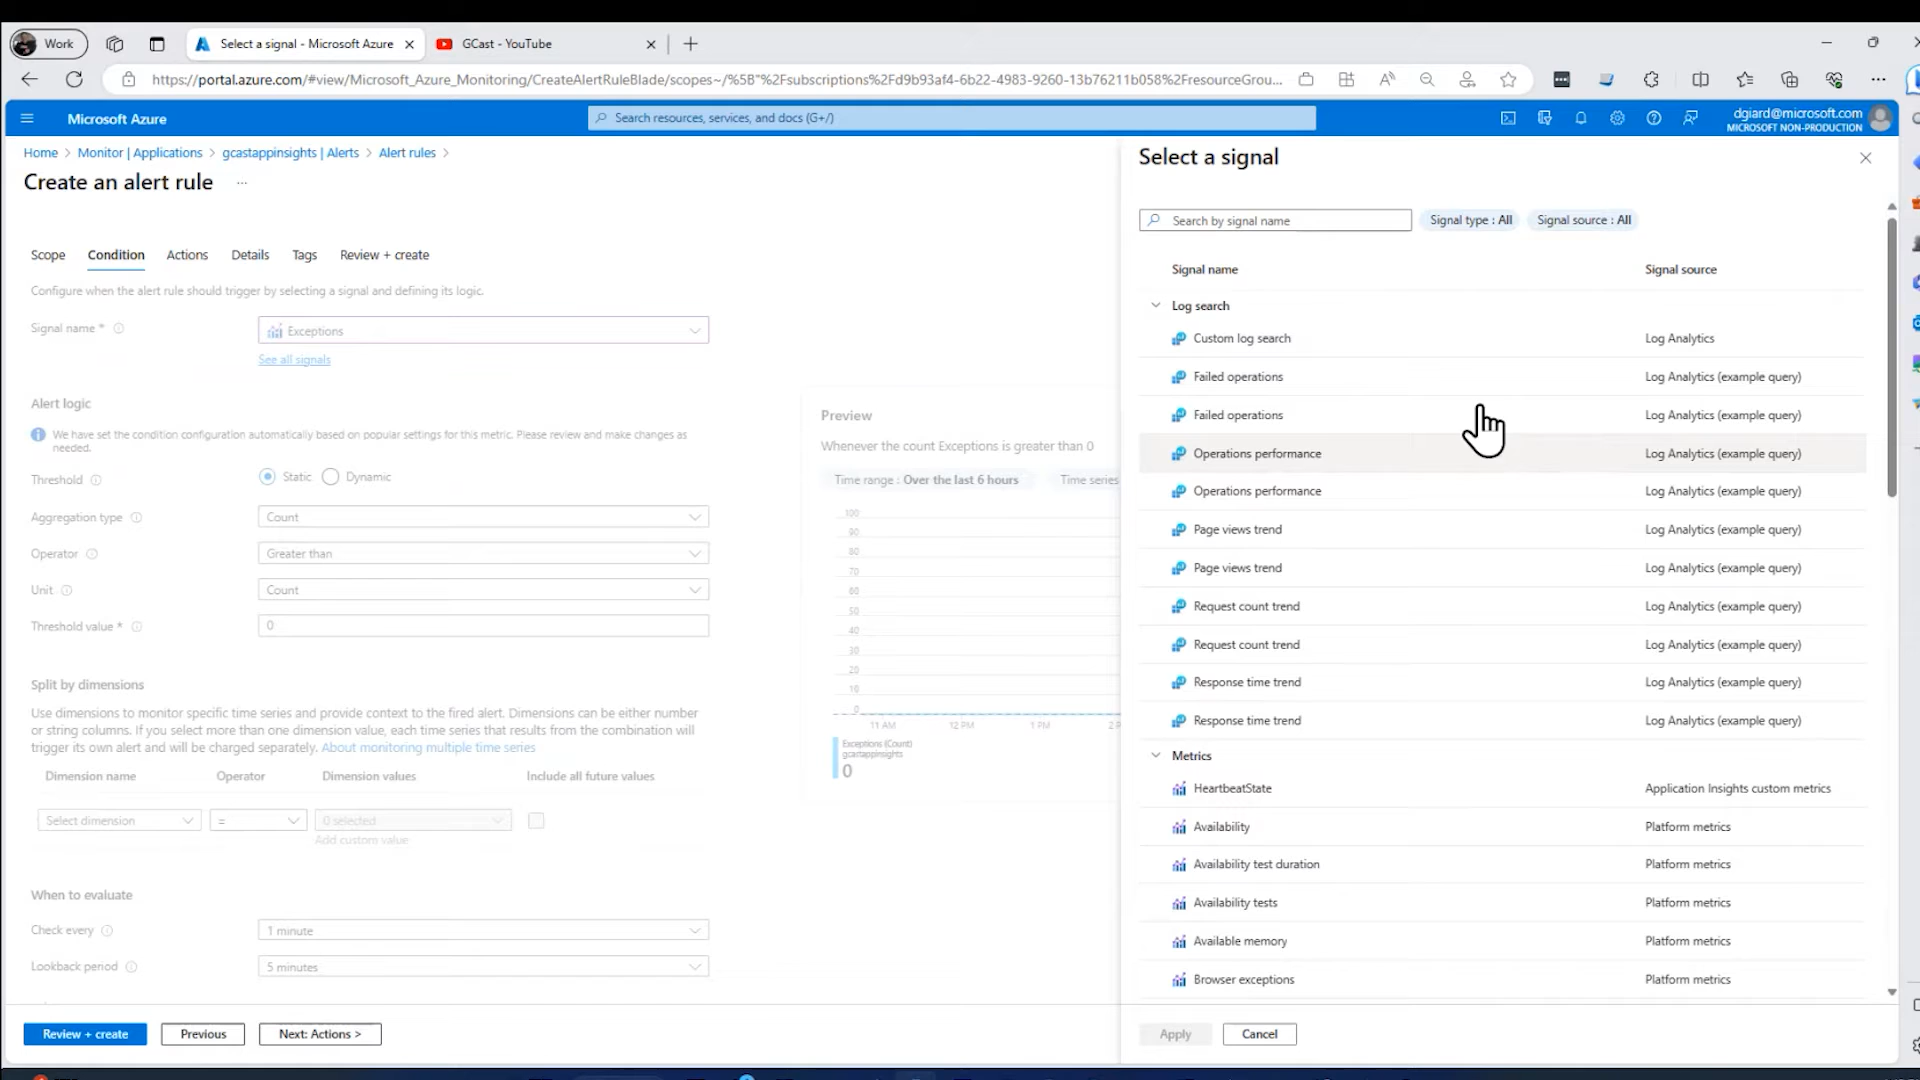 Work
Select a signal - Microsoft Azure
GCast - YouTube
https://portal.azure.com/#view/Microsoft_Azure_Monitoring/CreateAlertRuleBlade/scopes~/%5B"%2Fsubscriptions%2Fd9b93af4-6b22-4983-9260-13b76211b058%2FresourceGrou...
Microsoft Azure
Search resources, services, and docs (G+/)
dgiard@microsoft.com
MICROSOFT NON-PRODUCTION
Home > Monitor | Applications > gcastappinsights | Alerts > Alert rules >
Create an alert rule ...
Scope Condition Actions Details Tags Review + create
Configure when the alert rule should trigger by selecting a signal and defining its logic.
Signal name *
Exceptions
See all signals
Alert logic
We have set the condition configuration automatically based on popular settings for this metric. Please review and make changes as
needed.
Threshold
Static Dynamic
Aggregation type
Count
Operator
Greater than
Unit
Count
Threshold value *
0
Split by dimensions
Use dimensions to monitor specific time series and provide context to the fired alert. Dimensions can be either number
or string columns. If you select more than one dimension value, each time series that results from the combination will
trigger its own alert and will be charged separately. About monitoring multiple time series
Dimension name Operator Dimension values Include all future values
Select dimension = 0 selected
Add custom value
When to evaluate
Check every
1 minute
Lookback period
5 minutes
Review + create
Previous
Next: Actions >
Preview
Whenever the count Exceptions is greater than 0
Time range : Over the last 6 hours
Time series
100
90
80
70
60
50
40
30
20
10
0
11 AM 12 PM 1 PM 2 P
Exceptions (Count)
gcastappinsights
0
Select a signal
Search by signal name
Signal type : All
Signal source : All
Signal name Signal source
Log search
Custom log search Log Analytics
Failed operations Log Analytics (example query)
Failed operations Log Analytics (example query)
Operations performance Log Analytics (example query)
Operations performance Log Analytics (example query)
Page views trend Log Analytics (example query)
Page views trend Log Analytics (example query)
Request count trend Log Analytics (example query)
Request count trend Log Analytics (example query)
Response time trend Log Analytics (example query)
Response time trend Log Analytics (example query)
Metrics
HeartbeatState Application Insights custom metrics
Availability Platform metrics
Availability test duration Platform metrics
Availability tests Platform metrics
Available memory Platform metrics
Browser exceptions Platform metrics
Apply
Cancel